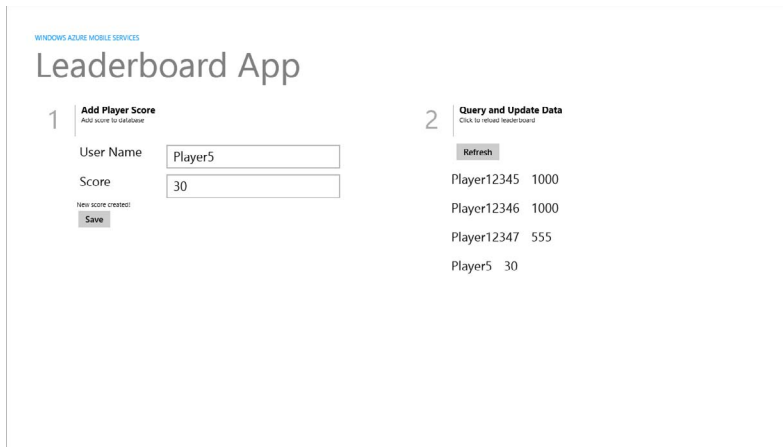 WINDOWS AZURE MOBILE SERVICES
Leaderboard App
1
Add Player Score
Add score to database
User Name
Player5
Score
30
New score created!
Save
2
Query and Update Data
Click to reload leaderboard
Refresh
Player12345 1000
Player12346 1000
Player12347 555
Player5 30